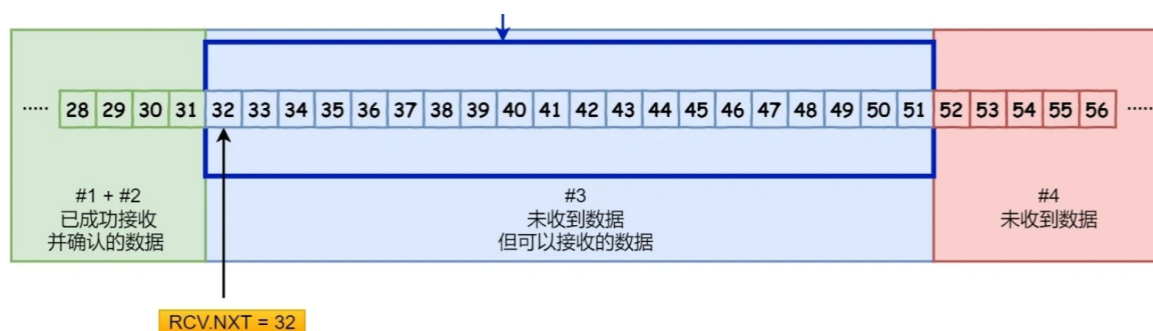 ..... 28 29 30 31 32 33 34 35 36 37 38 39 40 41 42 43 44 45 46 47 48 49 50 51 52 53 54 55 56 .....
#1 + #2
已成功接收
并确认的数据
#3
未收到数据
但可以接收的数据
#4
未收到数据
RCV.NXT = 32